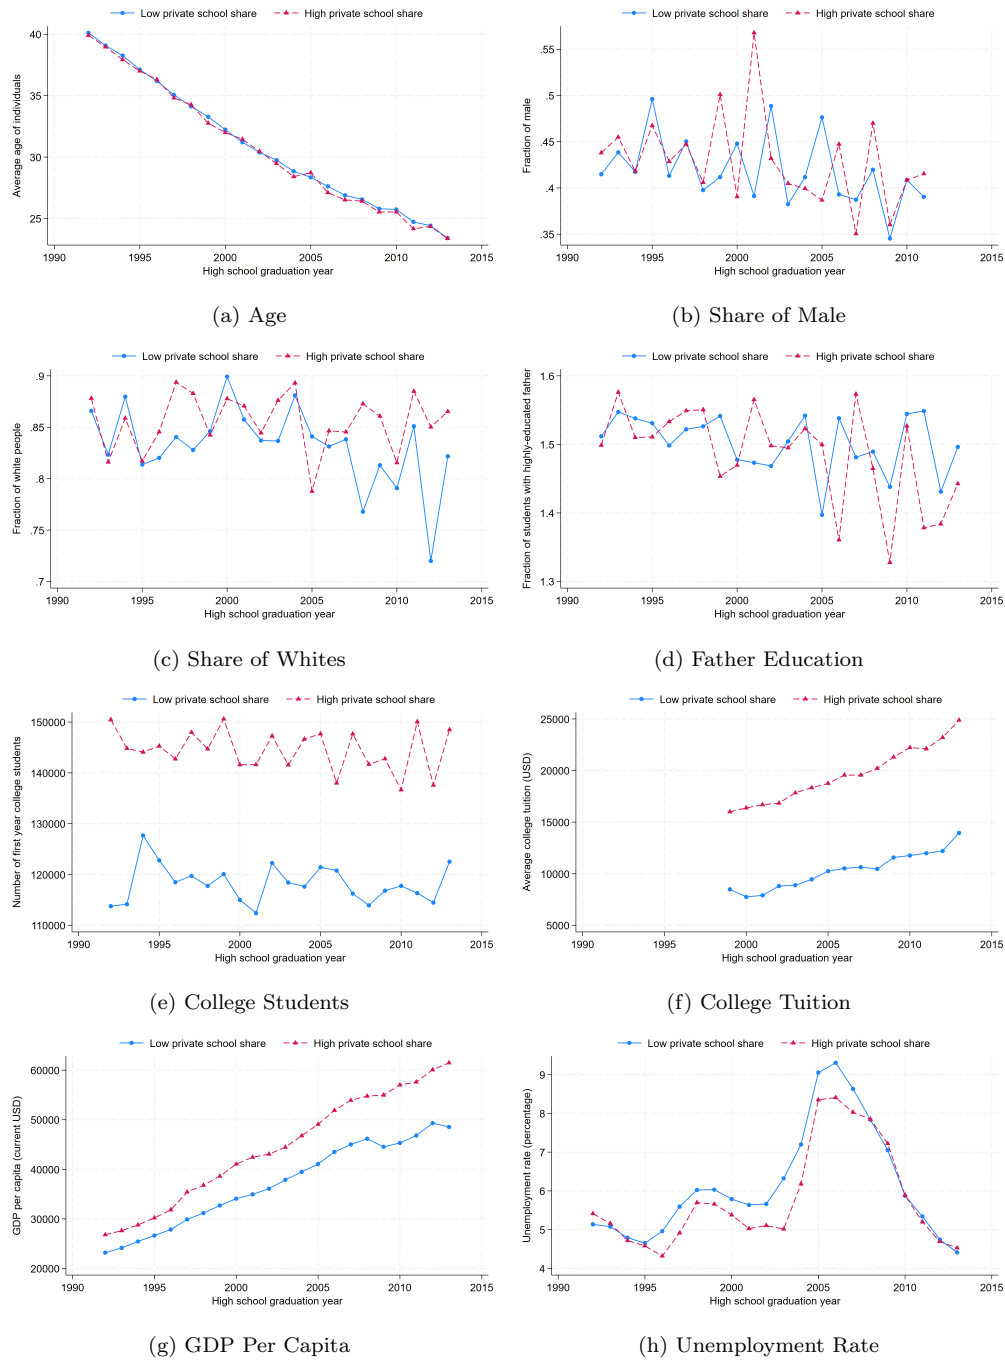 Low private school share High private school share
Average age of individuals
40
35
30
25
1990 1995 2000 2005 2010 2015
High school graduation year
(a) Age
Low private school share High private school share
Fraction of male
.55
.5
.45
.4
.35
1990 1995 2000 2005 2010 2015
High school graduation year
(b) Share of Male
Low private school share High private school share
Fraction of white people
.9
.85
.8
.75
.7
1990 1995 2000 2005 2010 2015
High school graduation year
(c) Share of Whites
Low private school share High private school share
Fraction of students with highly-educated father
1.6
1.5
1.4
1.3
1990 1995 2000 2005 2010 2015
High school graduation year
(d) Father Education
Low private school share High private school share
Number of first year college students
150000
140000
130000
120000
110000
1990 1995 2000 2005 2010 2015
High school graduation year
(e) College Students
Low private school share High private school share
Average college tuition (USD)
25000
20000
15000
10000
5000
1990 1995 2000 2005 2010 2015
High school graduation year
(f) College Tuition
Low private school share High private school share
GDP per capita (current USD)
60000
50000
40000
30000
20000
1990 1995 2000 2005 2010 2015
High school graduation year
(g) GDP Per Capita
Low private school share High private school share
Unemployment rate (percentage)
9
8
7
6
5
4
1990 1995 2000 2005 2010 2015
High school graduation year
(h) Unemployment Rate